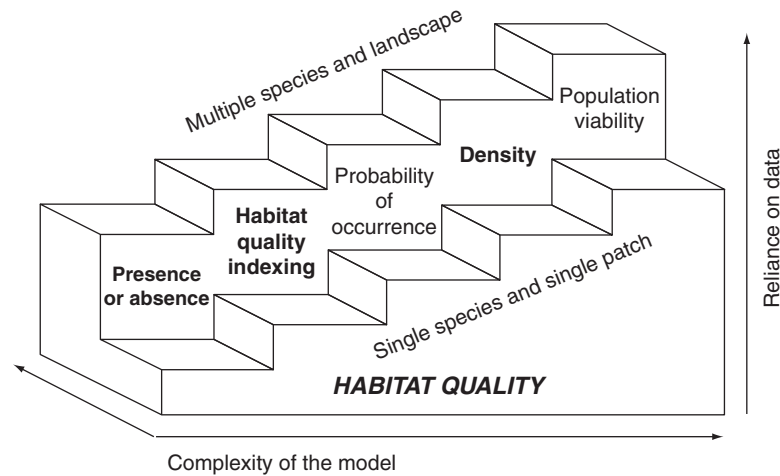 Multiple species and landscape
Population
viability
Density
Probability
of
occurrence
Habitat
quality
indexing
Presence
or absence
Single species and single patch
HABITAT QUALITY
Complexity of the model
Reliance on data